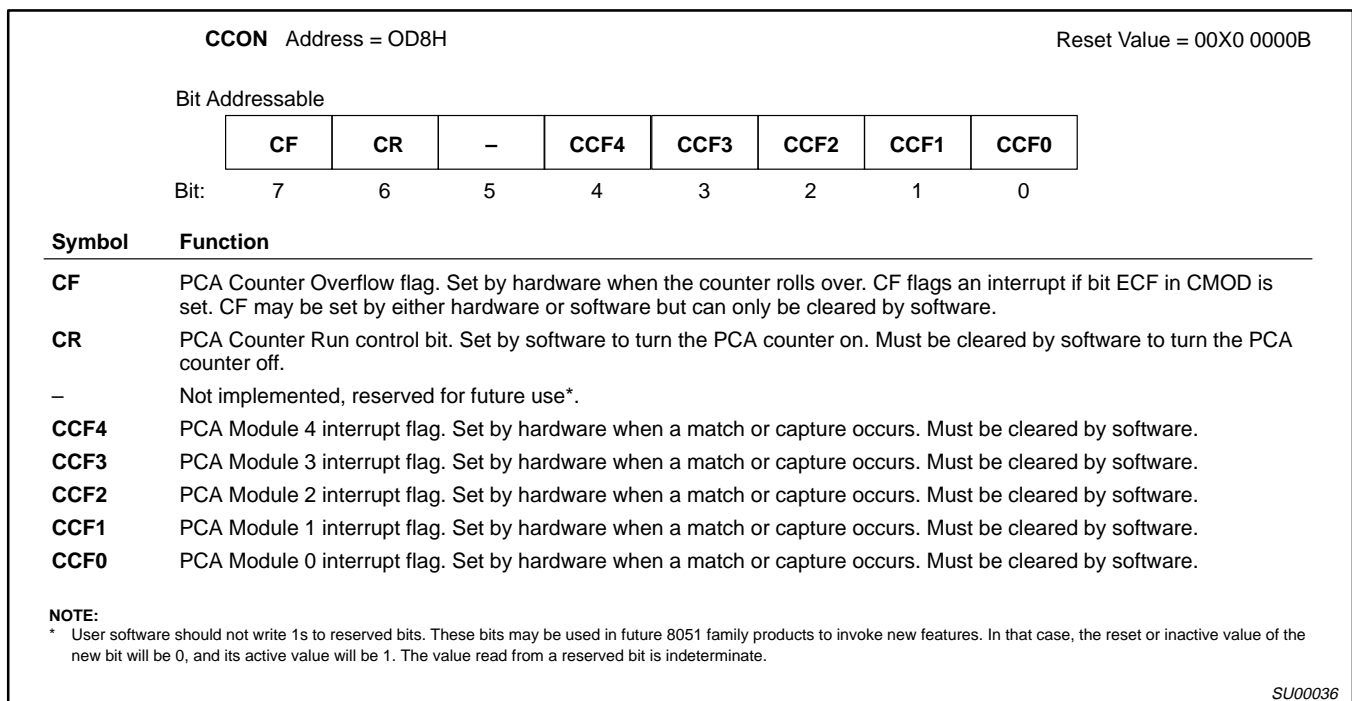 CCON Address = OD8H Reset Value = 00X0 0000B
Bit Addressable
CF CR – CCF4 CCF3 CCF2 CCF1 CCF0
Bit: 7 6 5 4 3 2 1 0
Symbol Function
CF PCA Counter Overflow flag. Set by hardware when the counter rolls over. CF flags an interrupt if bit ECF in CMOD is
set. CF may be set by either hardware or software but can only be cleared by software.
CR PCA Counter Run control bit. Set by software to turn the PCA counter on. Must be cleared by software to turn the PCA
counter off.
– Not implemented, reserved for future use*.
CCF4 PCA Module 4 interrupt flag. Set by hardware when a match or capture occurs. Must be cleared by software.
CCF3 PCA Module 3 interrupt flag. Set by hardware when a match or capture occurs. Must be cleared by software.
CCF2 PCA Module 2 interrupt flag. Set by hardware when a match or capture occurs. Must be cleared by software.
CCF1 PCA Module 1 interrupt flag. Set by hardware when a match or capture occurs. Must be cleared by software.
CCF0 PCA Module 0 interrupt flag. Set by hardware when a match or capture occurs. Must be cleared by software.
NOTE:
* User software should not write 1s to reserved bits. These bits may be used in future 8051 family products to invoke new features. In that case, the reset or inactive value of the
new bit will be 0, and its active value will be 1. The value read from a reserved bit is indeterminate.
SU00036